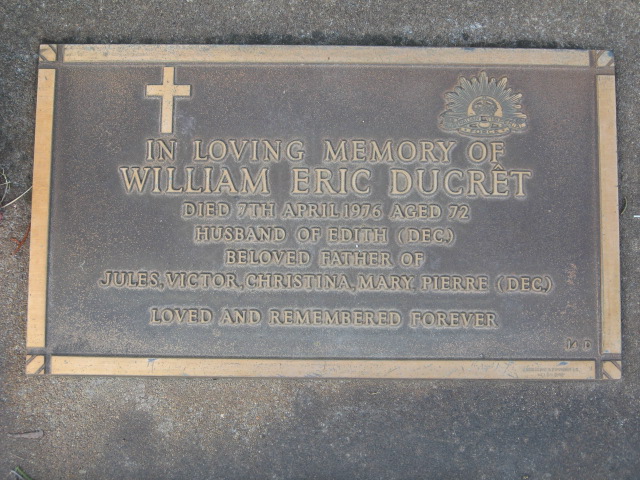 IN LOVING MEMORY OF
WILLIAM ERIC DUCRÊT
DIED 7TH APRIL 1976 AGED 72
HUSBAND OF EDITH (DEC.)
BELOVED FATHER OF
JULES, VICTOR, CHRISTINA, MARY, PIERRE (DEC.)
LOVED AND REMEMBERED FOREVER